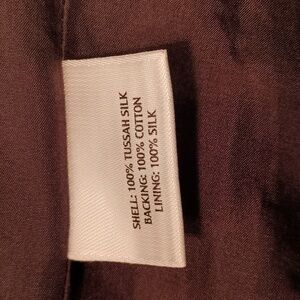 SHELL: 100% TUSSAH SILK
BACKING: 100% COTTON
LINING: 100% SILK